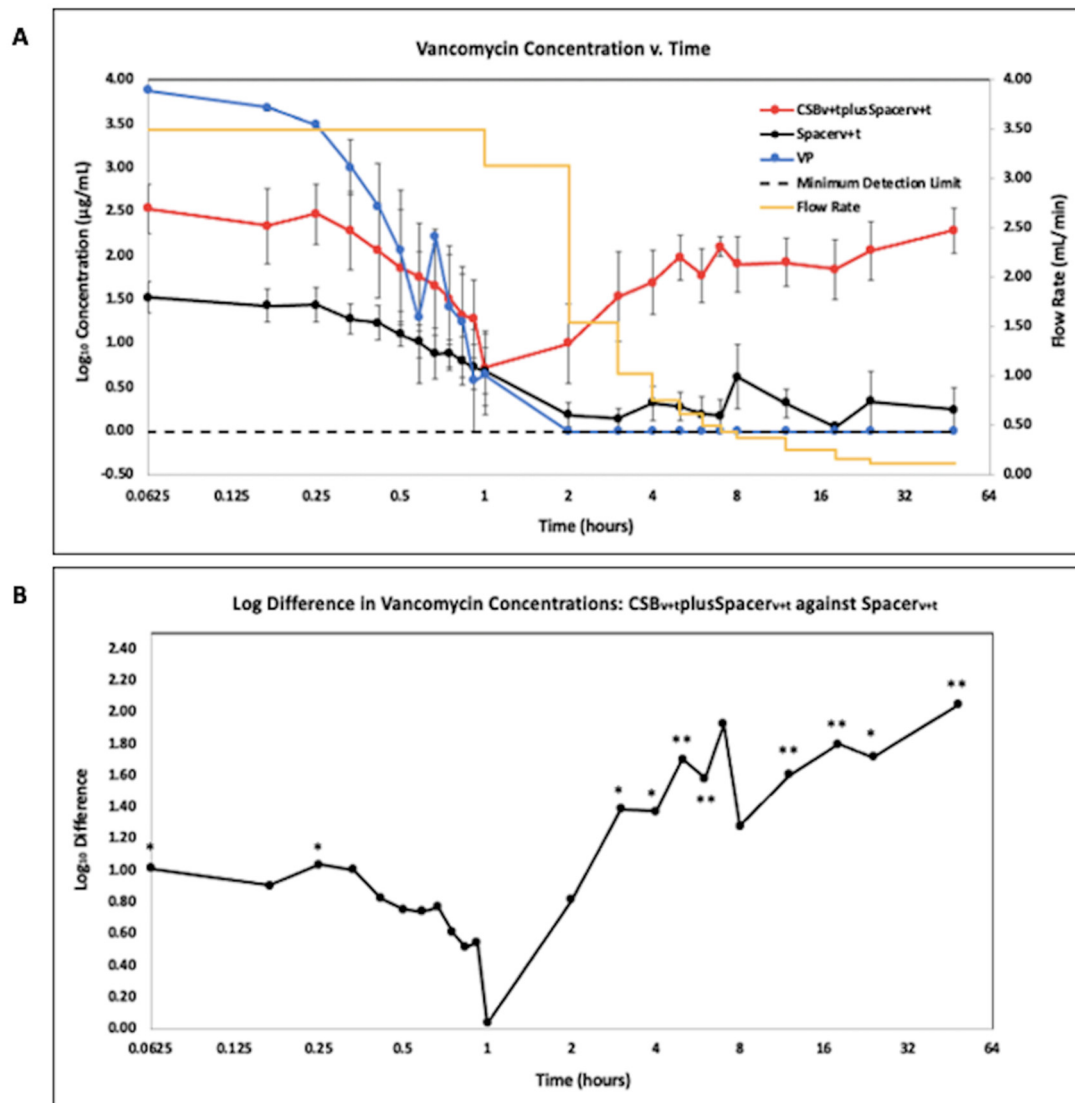 A
Vancomycin Concentration v. Time
4.00
3.50
3.00
2.50
2.00
1.50
1.00
0.50
0.00
-0.50
Log₁₀ Concentration (µg/mL)
CSBv+tplusSpacerv+t
Spacerv+t
VP
Minimum Detection Limit
Flow Rate
4.00
3.50
3.00
2.50
2.00
1.50
1.00
0.50
0.00
Flow Rate (mL/min)
0.0625 0.125 0.25 0.5 1 2 4 8 16 32 64
Time (hours)
B
Log Difference in Vancomycin Concentrations: CSBv+tplusSpacerv+t against Spacerv+t
2.40
2.20
2.00
1.80
1.60
1.40
1.20
1.00
0.80
0.60
0.40
0.20
0.00
Log₁₀ Difference
* * * * ** ** ** ** * **
0.0625 0.125 0.25 0.5 1 2 4 8 16 32 64
Time (hours)